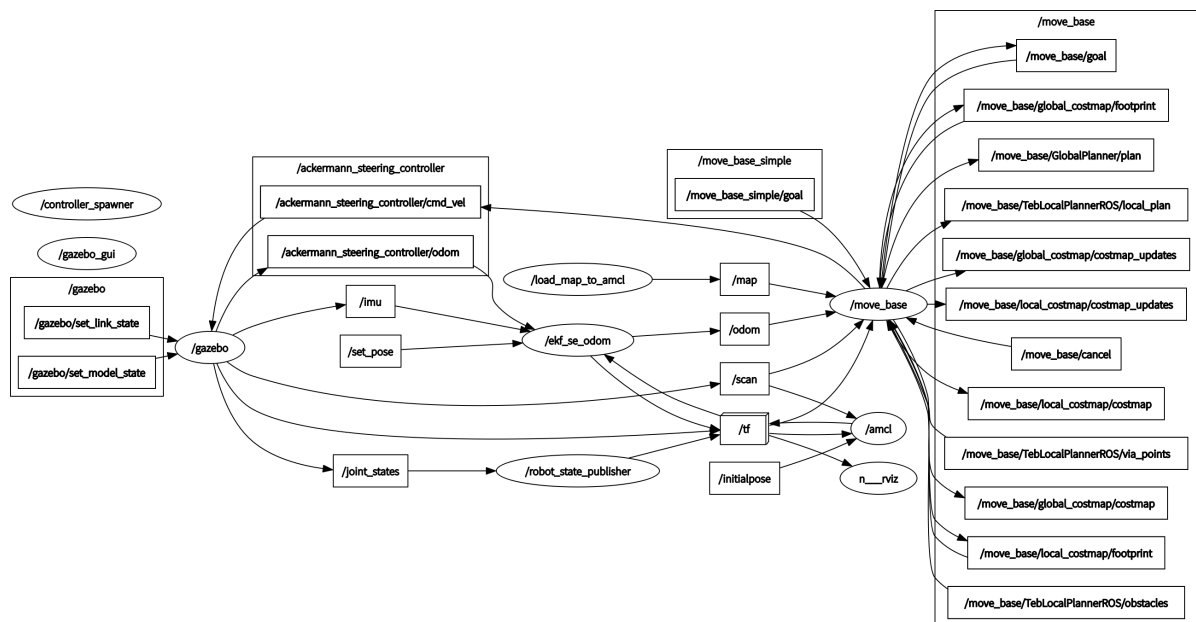 /move_base
/move_base/goal
/move_base/global_costmap/footprint
/move_base/GlobalPlanner/plan
/ackermann_steering_controller
/move_base_simple
/controller_spawner
/ackermann_steering_controller/cmd_vel
/move_base_simple/goal
/move_base/TebLocalPlannerROS/local_plan
/gazebo_gui
/ackermann_steering_controller/odom
/move_base/global_costmap/costmap_updates
/gazebo
/load_map_to_amcl
/map
/imu
/move_base
/move_base/local_costmap/costmap_updates
/gazebo/set_link_state
/gazebo
/set_pose
/ekf_se_odom
/odom
/move_base/cancel
/gazebo/set_model_state
/scan
/move_base/local_costmap/costmap
/tf
/amcl
/move_base/TebLocalPlannerROS/via_points
/joint_states
/robot_state_publisher
/initialpose
n___rviz
/move_base/global_costmap/costmap
/move_base/local_costmap/footprint
/move_base/TebLocalPlannerROS/obstacles